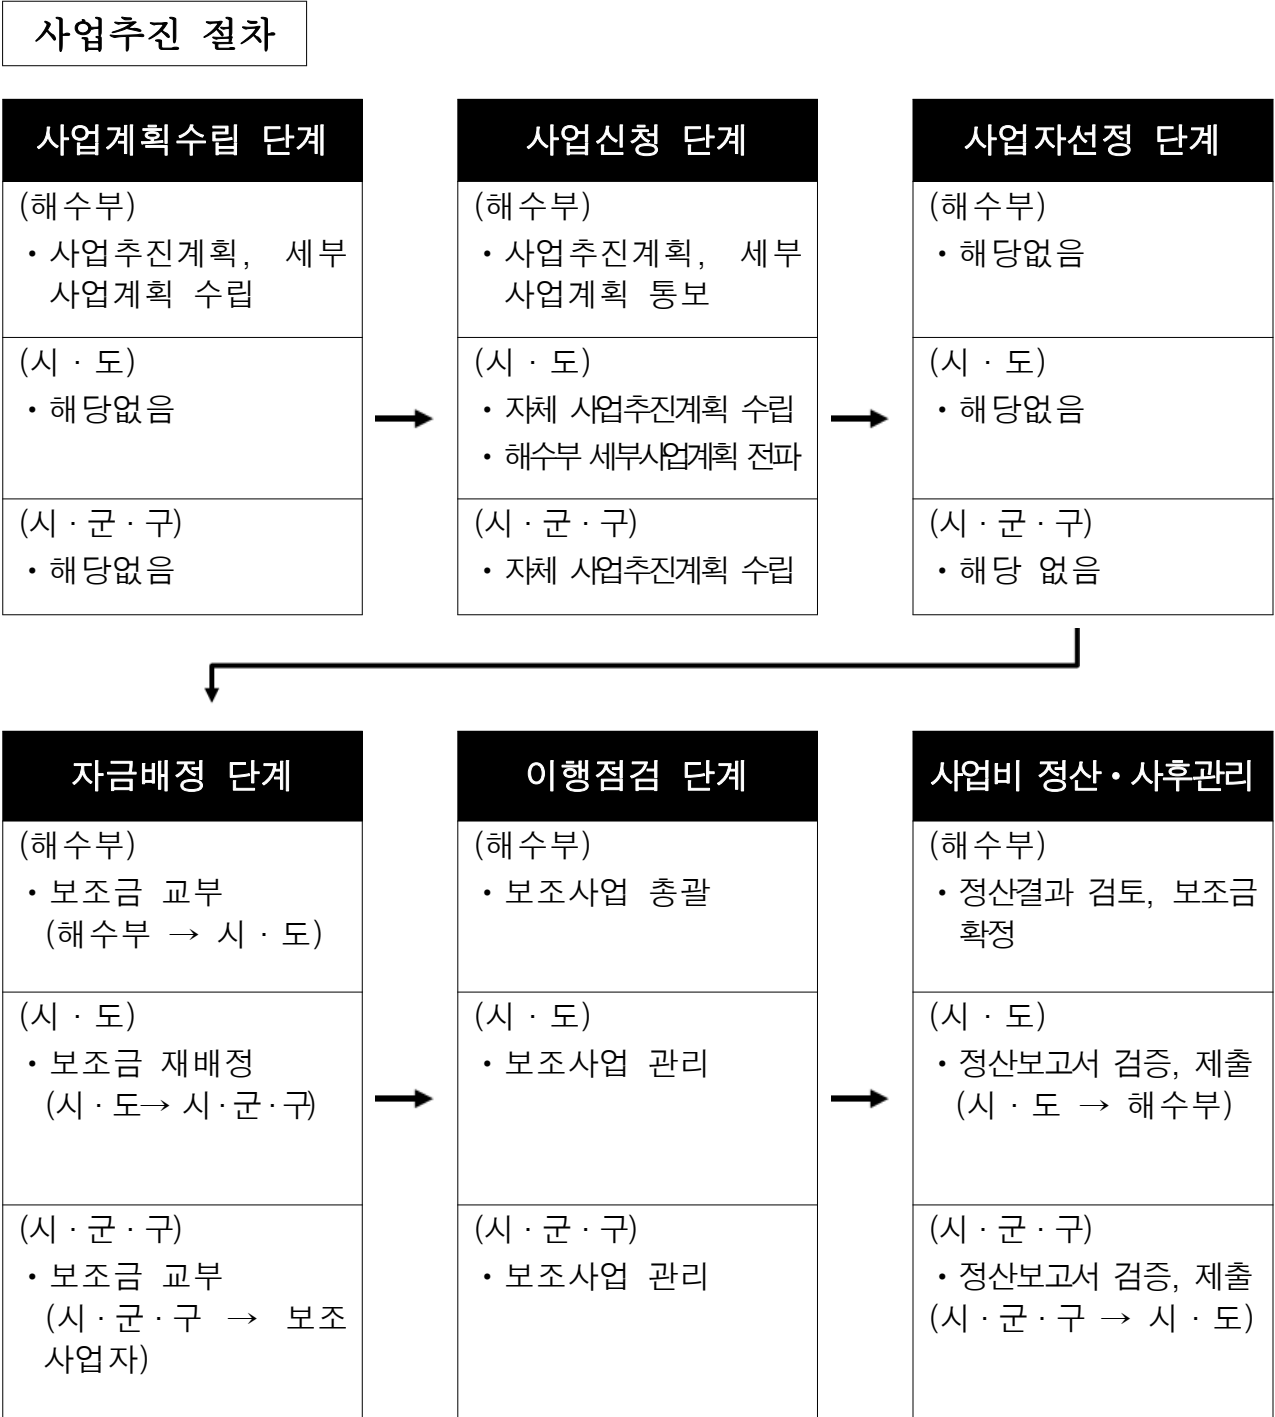 사업추진 절차
사업계획수립 단계
(해수부)
・사업추진계획, 세부
사업계획 수립
(시·도)
・해당없음
(시·군·구)
・해당없음
사업신청 단계
(해수부)
・사업추진계획, 세부
사업계획 통보
(시·도)
・자체 사업추진계획 수립
・해수부 세부사업계획 전파
(시·군·구)
・자체 사업추진계획 수립
사업자선정 단계
(해수부)
・해당없음
(시·도)
・해당없음
(시·군·구)
・해당 없음
자금배정 단계
(해수부)
・보조금 교부
(해수부 → 시·도)
(시·도)
・보조금 재배정
(시·도→ 시·군·구)
(시·군·구)
・보조금 교부
(시·군·구 → 보조
사업자)
이행점검 단계
(해수부)
・보조사업 총괄
(시·도)
・보조사업 관리
(시·군·구)
・보조사업 관리
사업비 정산・사후관리
(해수부)
・정산결과 검토, 보조금
확정
(시·도)
・정산보고서 검증, 제출
(시·도 → 해수부)
(시·군·구)
・정산보고서 검증, 제출
(시·군·구 → 시·도)